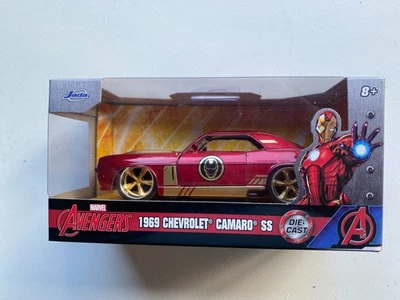 Jada
8+
MARVEL
AVENGERS
1969 CHEVROLET® CAMARO® SS
DIE-
CAST